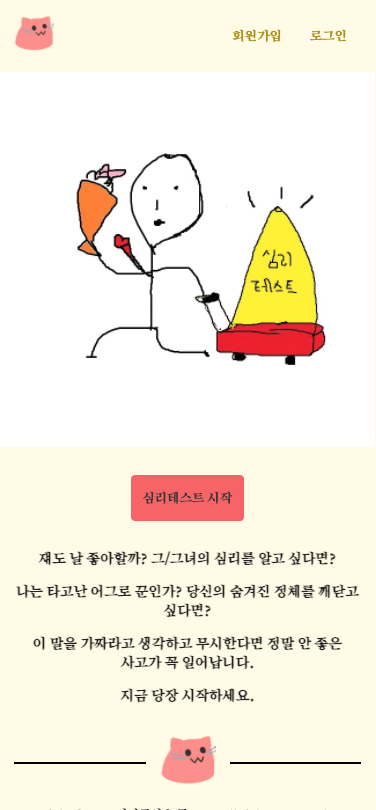 회원가입 로그인
심리
테스트
심리테스트 시작
쟤도 날 좋아할까? 그/그녀의 심리를 알고 싶다면?
나는 타고난 어그로 꾼인가? 당신의 숨겨진 정체를 깨닫고
싶다면?
이 말을 가짜라고 생각하고 무시한다면 정말 안 좋은
사고가 꼭 일어납니다.
지금 당장 시작하세요.